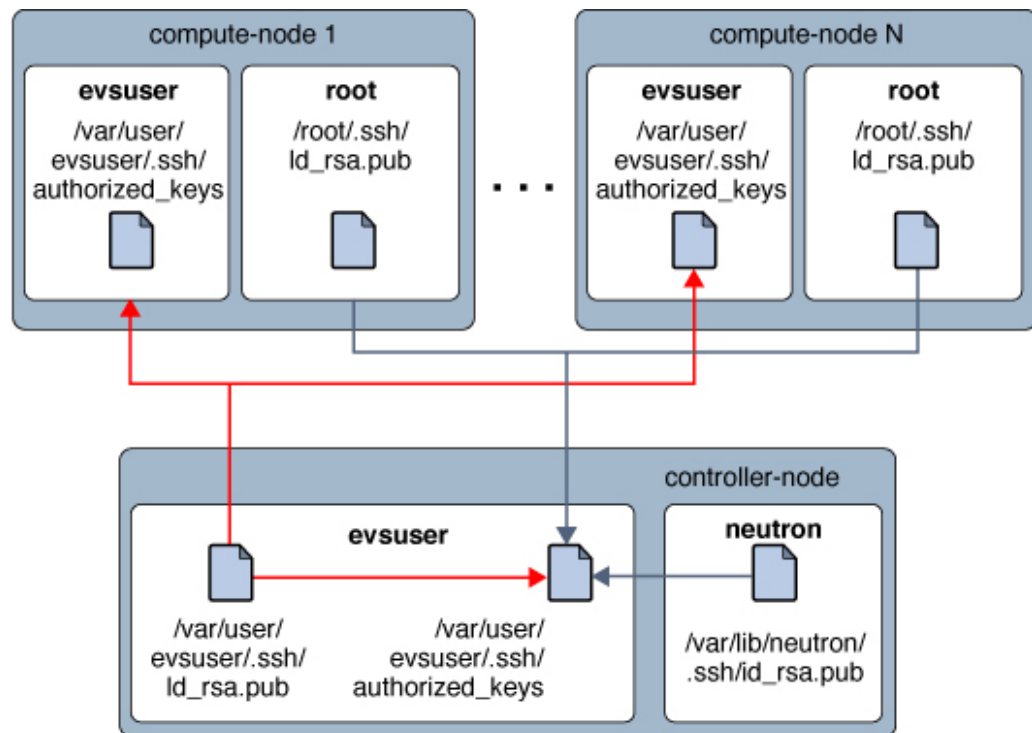 compute-node 1
evsuser
/var/user/
evsuser/.ssh/
authorized_keys
root
/root/.ssh/
ld_rsa.pub
. . .
compute-node N
evsuser
/var/user/
evsuser/.ssh/
authorized_keys
root
/root/.ssh/
ld_rsa.pub
controller-node
evsuser
/var/user/
evsuser/.ssh/
ld_rsa.pub
/var/user/
evsuser/.ssh/
authorized_keys
neutron
/var/lib/neutron/
.ssh/id_rsa.pub